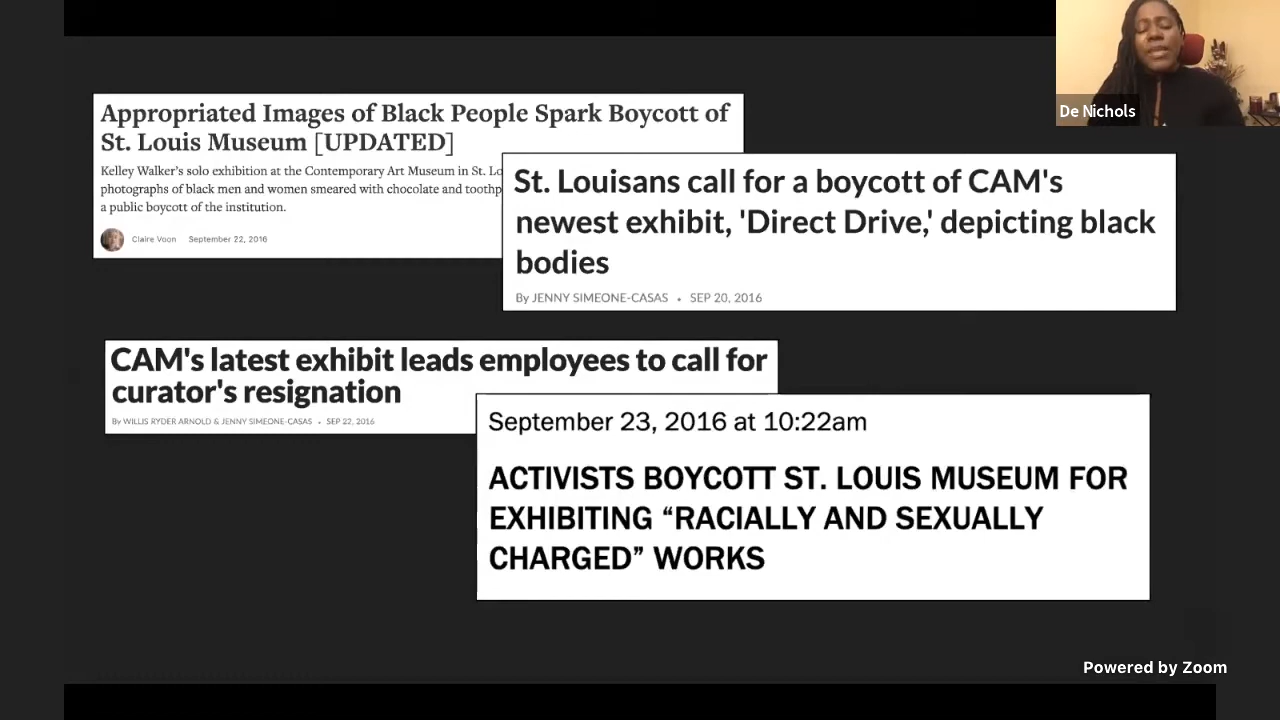 De Nichols
Appropriated Images of Black People Spark Boycott of
St. Louis Museum [UPDATED]
Kelley Walker's solo exhibition at the Contemporary Art Museum in St. Lo
photographs of black men and women smeared with chocolate and toothp
a public boycott of the institution.
Claire Voon September 22, 2016
St. Louisans call for a boycott of CAM's
newest exhibit, 'Direct Drive,' depicting black
bodies
By JENNY SIMEONE-CASAS • SEP 20, 2016
CAM's latest exhibit leads employees to call for
curator's resignation
By WILLIS RYDER ARNOLD & JENNY SIMEONE-CASAS • SEP 22, 2016
September 23, 2016 at 10:22am
ACTIVISTS BOYCOTT ST. LOUIS MUSEUM FOR
EXHIBITING “RACIALLY AND SEXUALLY
CHARGED” WORKS
Powered by Zoom